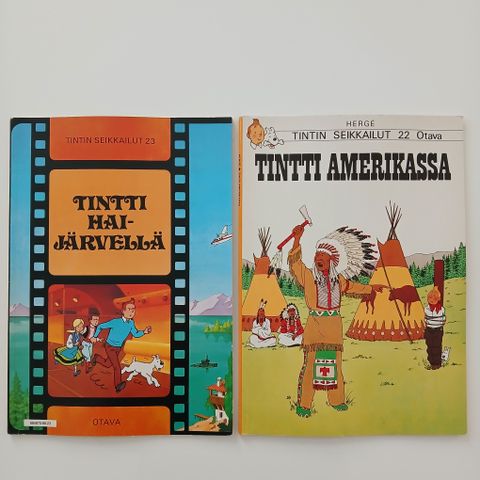 TINTIN SEIKKAILUT 23
TINTTI
HAI-
JÄRVELLÄ
OTAVA
HERGÉ
TINTIN SEIKKAILUT 22 Otava
TINTTI AMERIKASSA